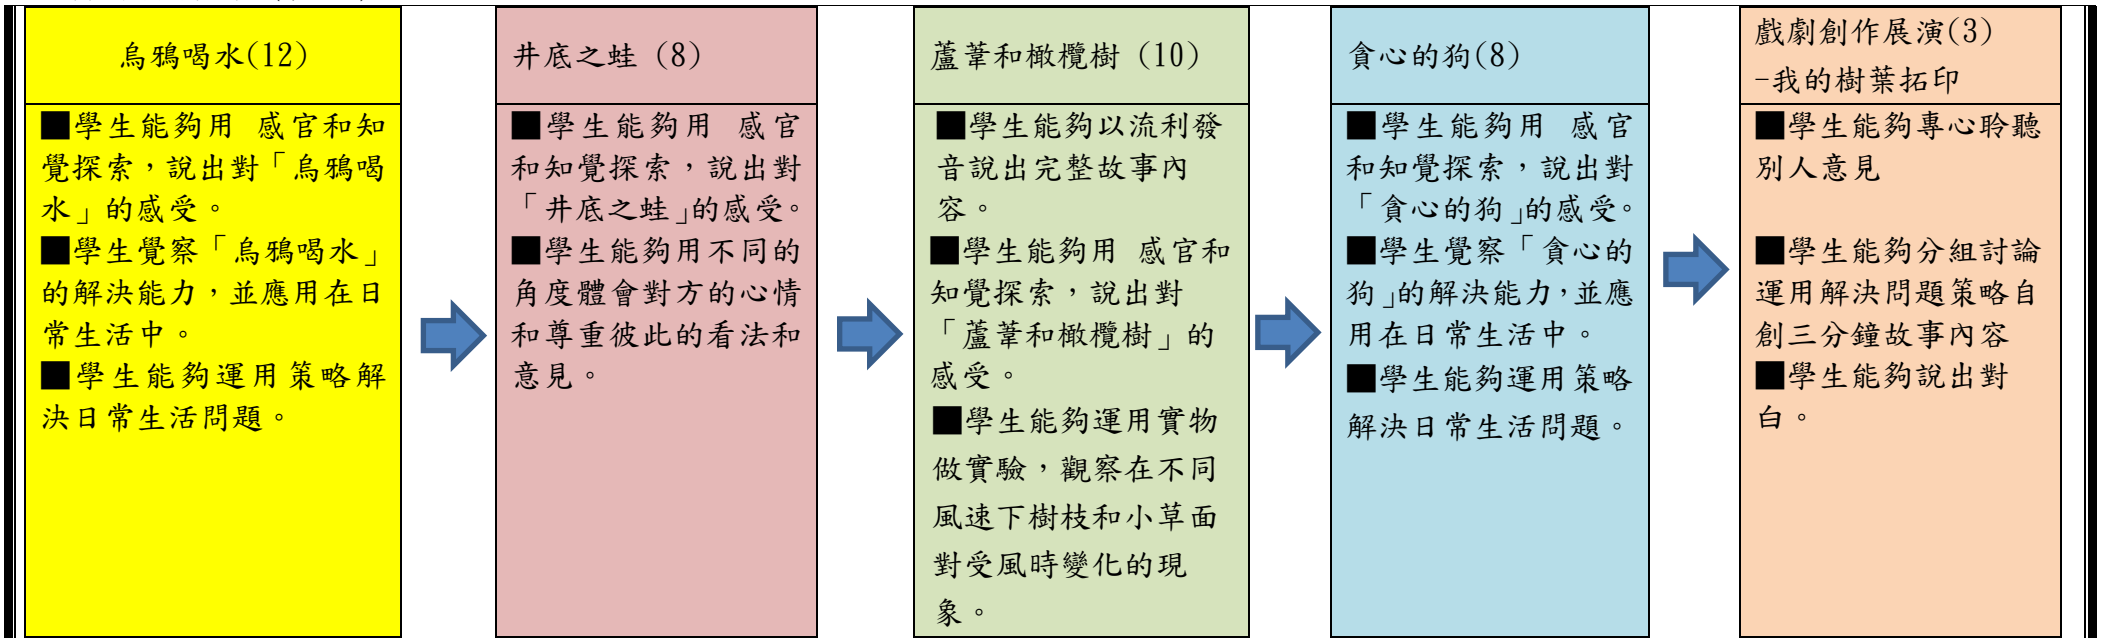 烏鴉喝水(12)
■學生能夠用 感官和知
覺探索，說出對「烏鴉喝
水」的感受。
■學生覺察「烏鴉喝水」
的解決能力，並應用在日
常生活中。
■學生能夠運用策略解
決日常生活問題。
井底之蛙 (8)
■學生能夠用 感官
和知覺探索，說出對
「井底之蛙」的感受。
■學生能夠用不同的
角度體會對方的心情
和尊重彼此的看法和
意見。
蘆葦和橄欖樹 (10)
■學生能夠以流利發
音說出完整故事內
容。
■學生能夠用 感官和
知覺探索，說出對
「蘆葦和橄欖樹」的
感受。
■學生能夠運用實物
做實驗，觀察在不同
風速下樹枝和小草面
對受風時變化的現
象。
貪心的狗(8)
■學生能夠用 感官
和知覺探索，說出對
「貪心的狗」的感受。
■學生覺察「貪心的
狗」的解決能力，並應
用在日常生活中。
■學生能夠運用策略
解決日常生活問題。
戲劇創作展演(3)
-我的樹葉拓印
■學生能夠專心聆聽
別人意見
■學生能夠分組討論
運用解決問題策略自
創三分鐘故事內容
■學生能夠說出對
白。